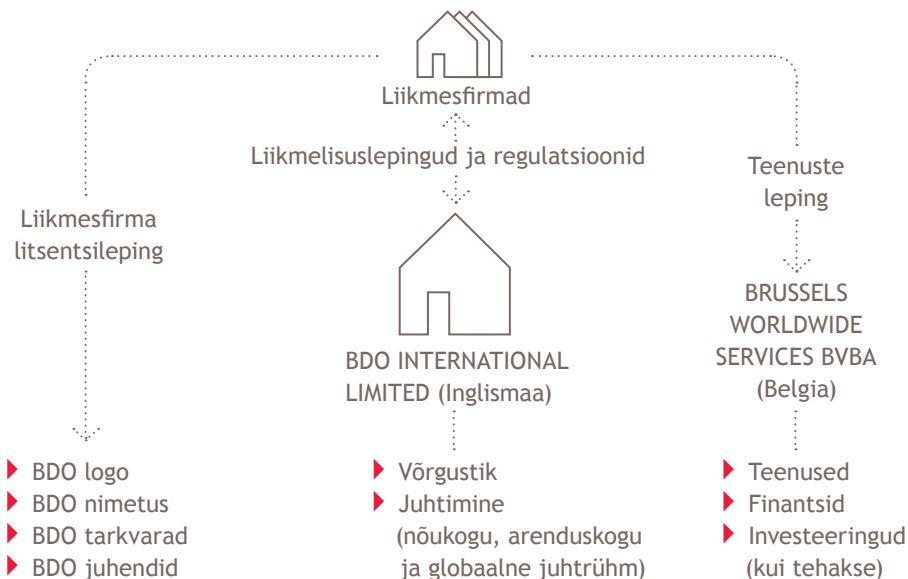 Liikmesfirmad
Liikmelisuslepingud ja regulatsioonid
Liikmesfirma
litsentsileping
Teenuste
leping
BDO INTERNATIONAL
LIMITED (Inglismaa)
BRUSSELS
WORLDWIDE
SERVICES BVBA
(Belgia)
BDO logo
BDO nimetus
BDO tarkvarad
BDO juhendid
Võrgustik
Juhtimine
(nõukogu, arenduskogu
ja globaalne juhtrühm)
Teenused
Finantsid
Investeeringud
(kui tehakse)